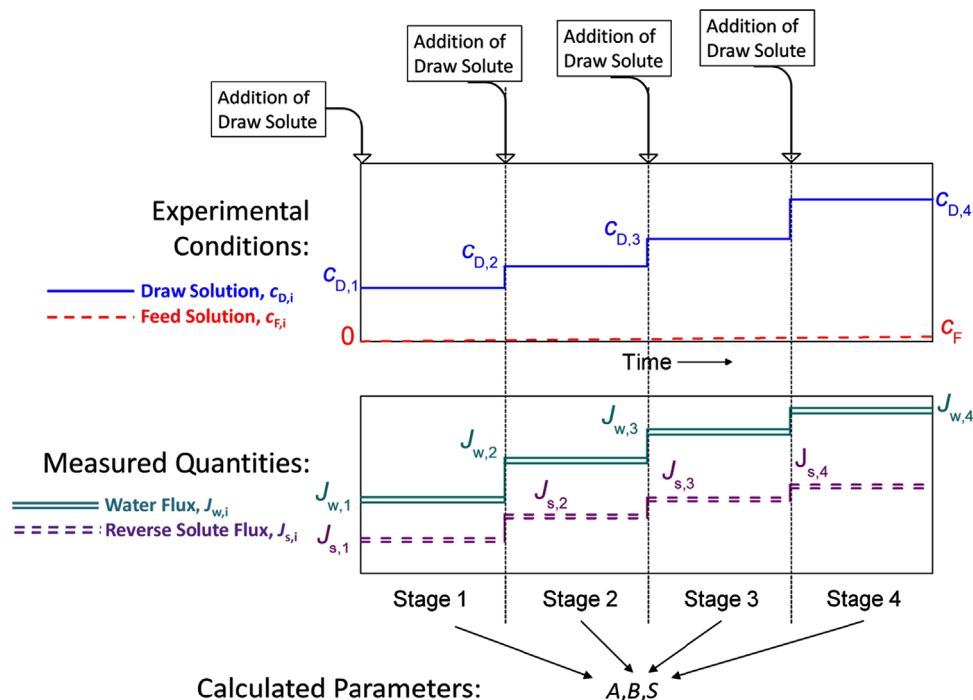 Addition of
Draw Solute
Addition of
Draw Solute
Addition of
Draw Solute
Addition of
Draw Solute
Experimental
Conditions:
Draw Solution, cD,i
Feed Solution, cF,i
cD,1
cD,2
cD,3
cD,4
0
cF
Time
Measured Quantities:
Water Flux, Jw,i
Reverse Solute Flux, Js,i
Jw,1
Jw,2
Jw,3
Jw,4
Js,1
Js,2
Js,3
Js,4
Stage 1
Stage 2
Stage 3
Stage 4
Calculated Parameters:
A,B,S